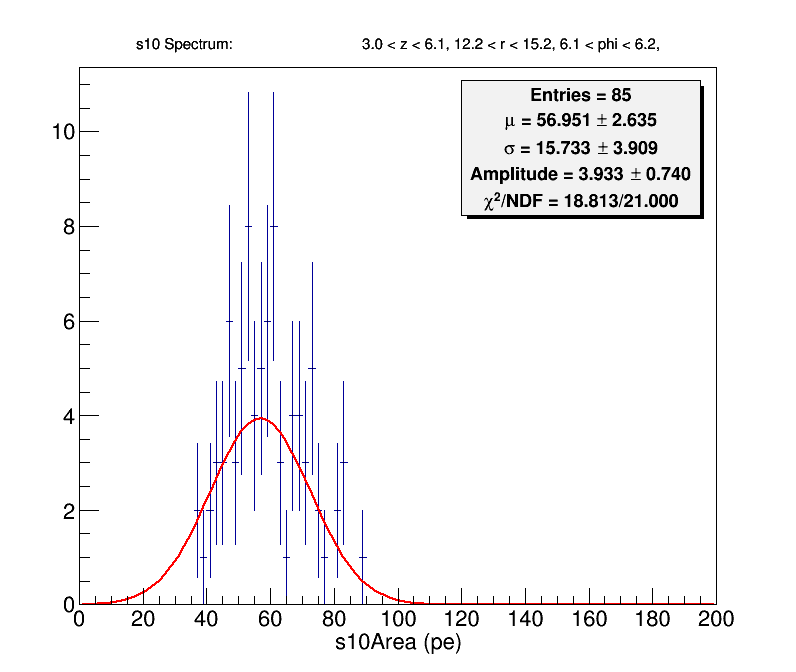 s10 Spectrum: 3.0 < z < 6.1, 12.2 < r < 15.2, 6.1 < phi < 6.2,
Entries = 85
μ = 56.951 ± 2.635
σ = 15.733 ± 3.909
Amplitude = 3.933 ± 0.740
χ²/NDF = 18.813/21.000
10
8
6
4
2
0
0 20 40 60 80 100 120 140 160 180 200
s10Area (pe)